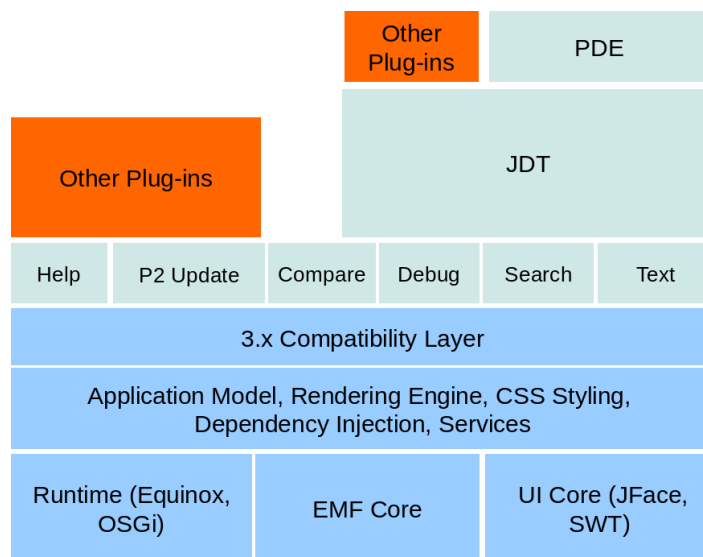 Other
Plug-ins
PDE
Other Plug-ins
JDT
Help
P2 Update
Compare
Debug
Search
Text
3.x Compatibility Layer
Application Model, Rendering Engine, CSS Styling,
Dependency Injection, Services
Runtime (Equinox,
OSGi)
EMF Core
UI Core (JFace,
SWT)